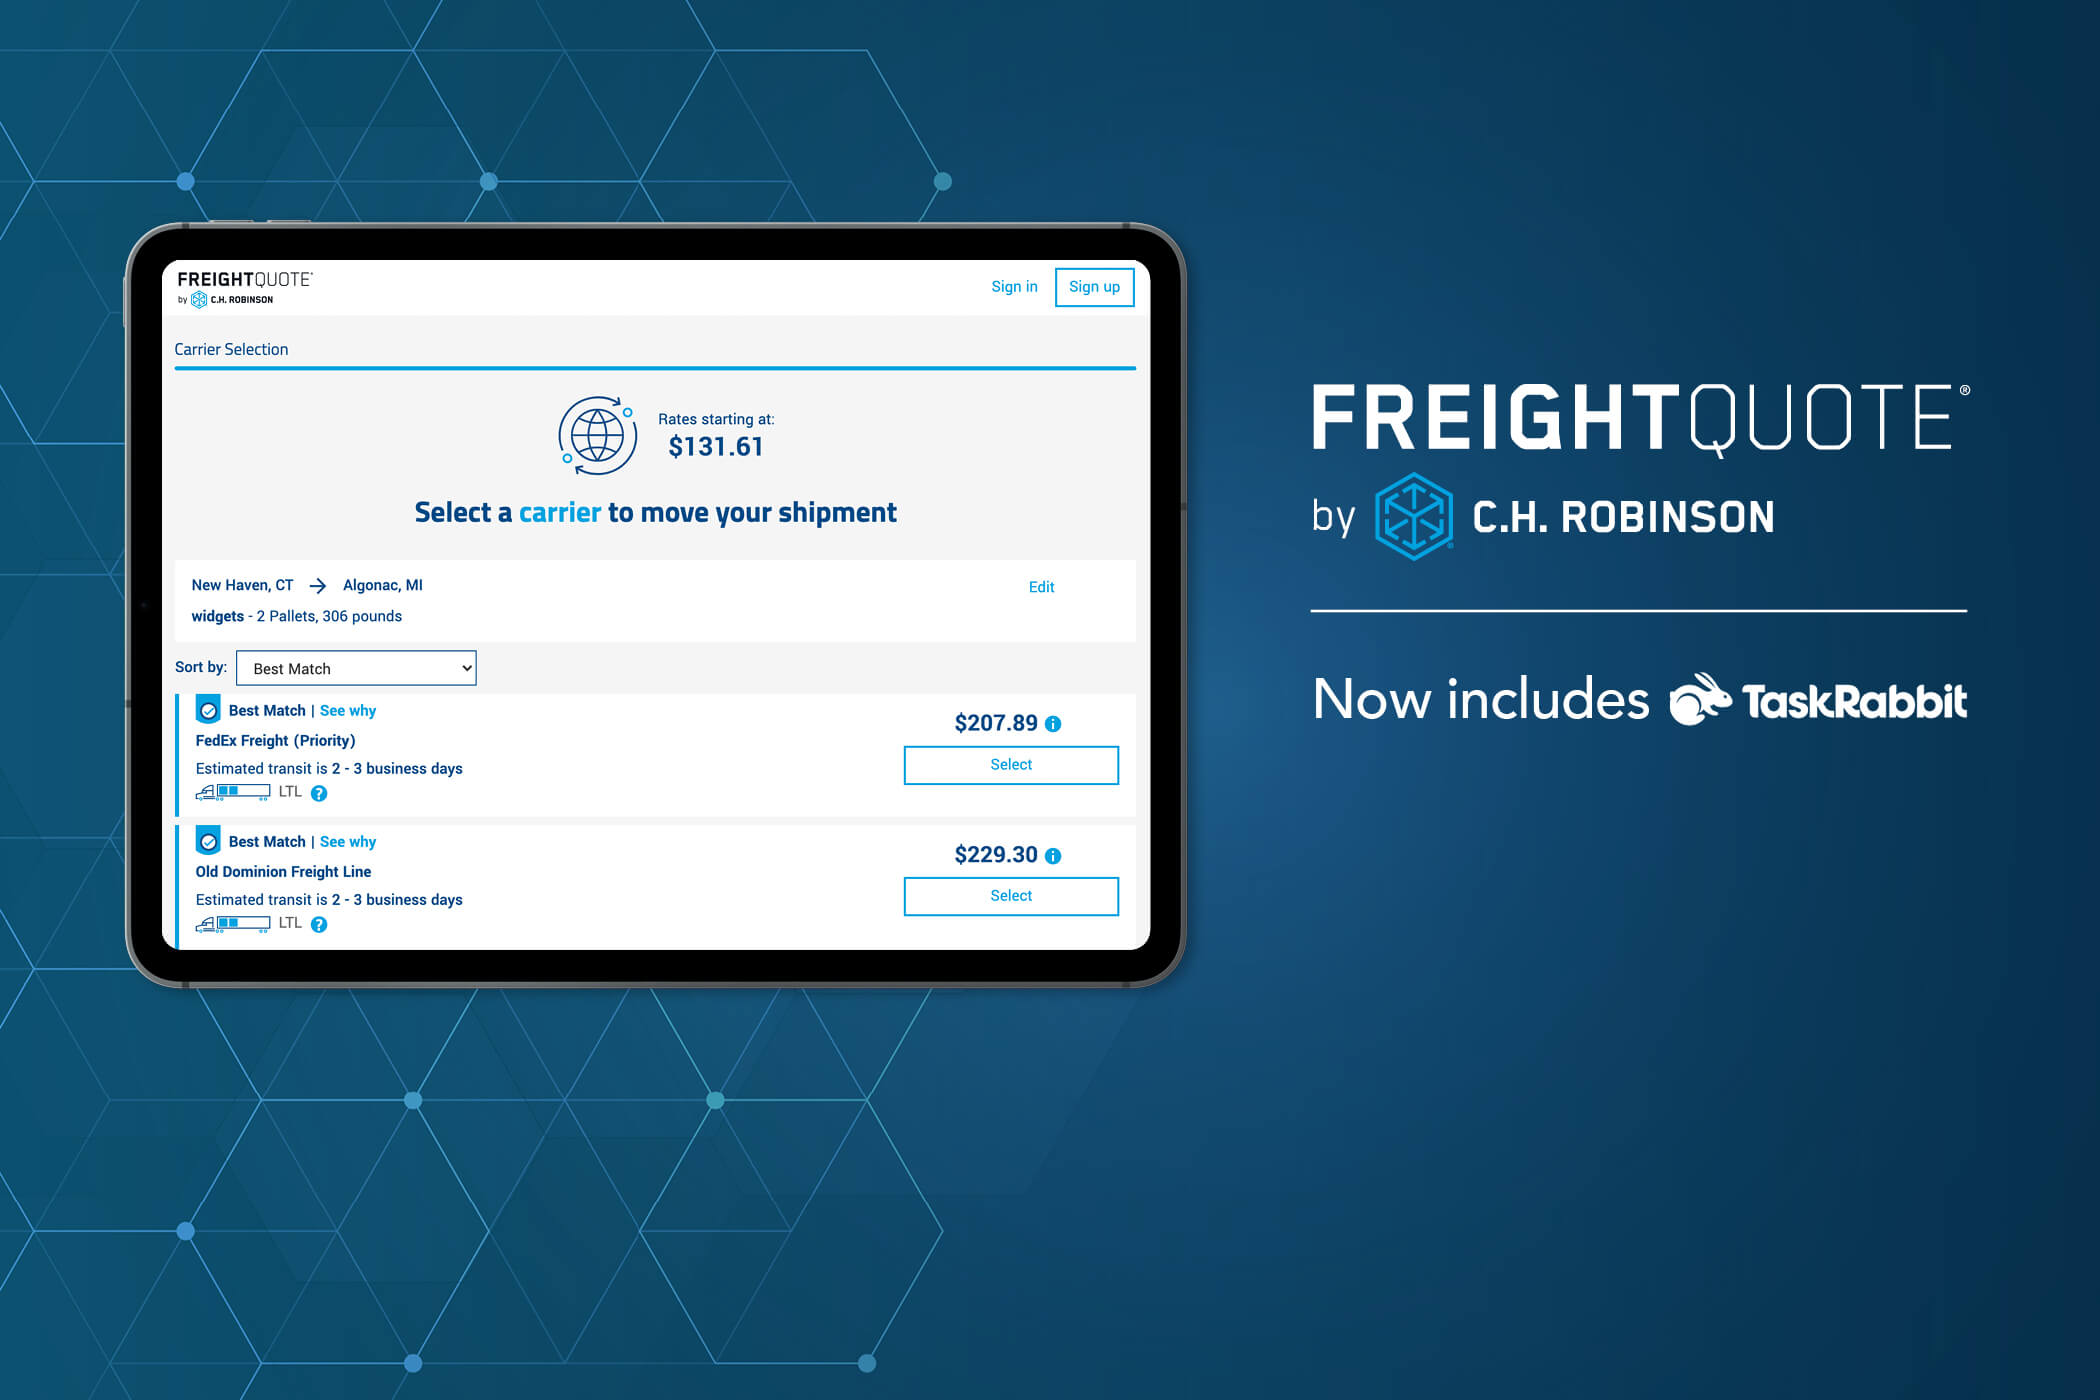 FREIGHTQUOTE®
by C.H. ROBINSON
Sign in
Sign up
Carrier Selection
Rates starting at:
$131.61
Select a carrier to move your shipment
New Haven, CT → Algonac, MI
Edit
widgets - 2 Pallets, 306 pounds
Sort by: Best Match
Best Match | See why
FedEx Freight (Priority)
Estimated transit is 2 - 3 business days
LTL ?
$207.89 i
Select
Best Match | See why
Old Dominion Freight Line
Estimated transit is 2 - 3 business days
LTL ?
$229.30 i
Select
FREIGHTQUOTE®
by C.H. ROBINSON®
Now includes TaskRabbit